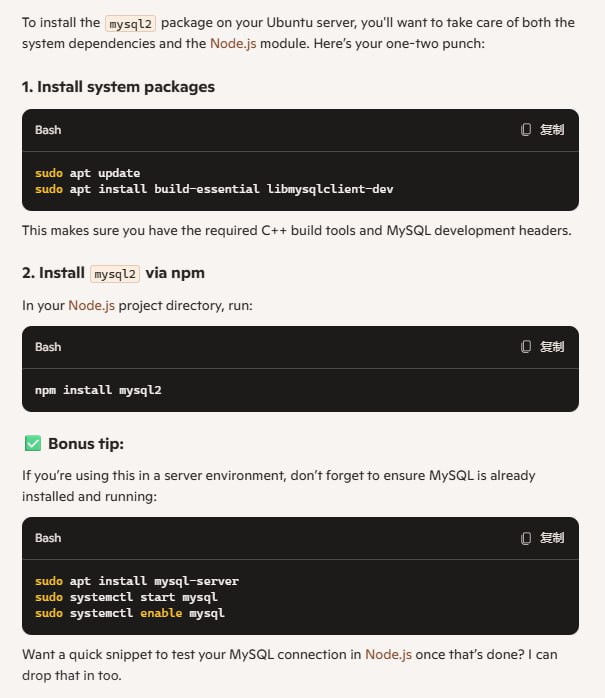 To install the mysql2 package on your Ubuntu server, you'll want to take care of both the
system dependencies and the Node.js module. Here's your one-two punch:
1. Install system packages
Bash 复制
sudo apt update
sudo apt install build-essential libmysqlclient-dev
This makes sure you have the required C++ build tools and MySQL development headers.
2. Install mysql2 via npm
In your Node.js project directory, run:
Bash 复制
npm install mysql2
✅ Bonus tip:
If you're using this in a server environment, don't forget to ensure MySQL is already
installed and running:
Bash 复制
sudo apt install mysql-server
sudo systemctl start mysql
sudo systemctl enable mysql
Want a quick snippet to test your MySQL connection in Node.js once that's done? I can
drop that in too.